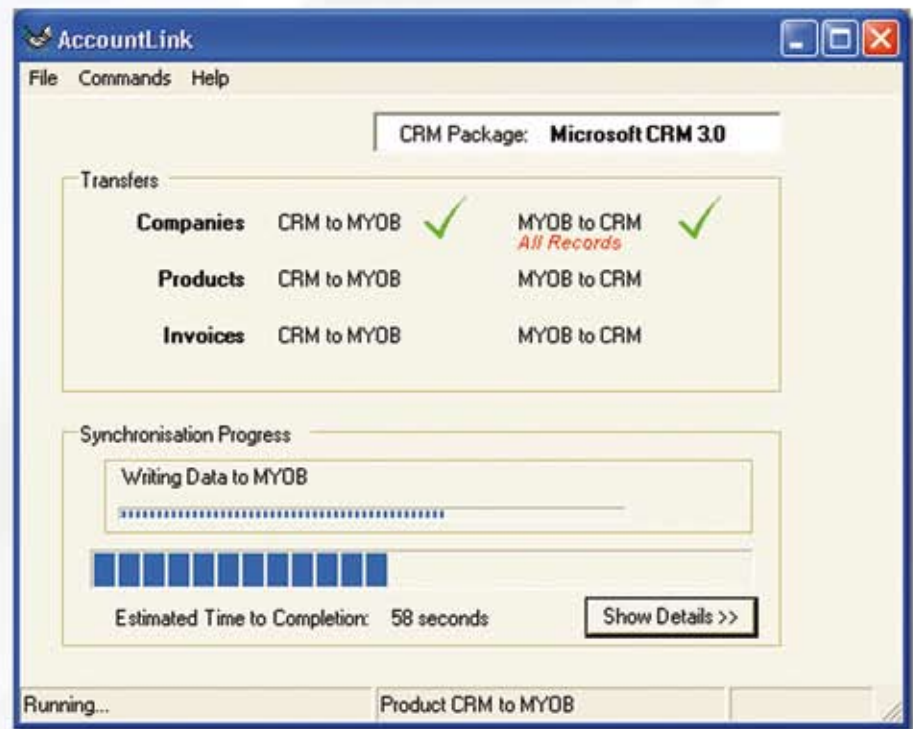 AccountLink
File Commands Help
CRM Package: Microsoft CRM 3.0
Transfers
Companies CRM to MYOB MYOB to CRM
All Records
Products CRM to MYOB MYOB to CRM
Invoices CRM to MYOB MYOB to CRM
Synchronisation Progress
Writing Data to MYOB
Estimated Time to Completion: 58 seconds Show Details >>
Running... Product CRM to MYOB